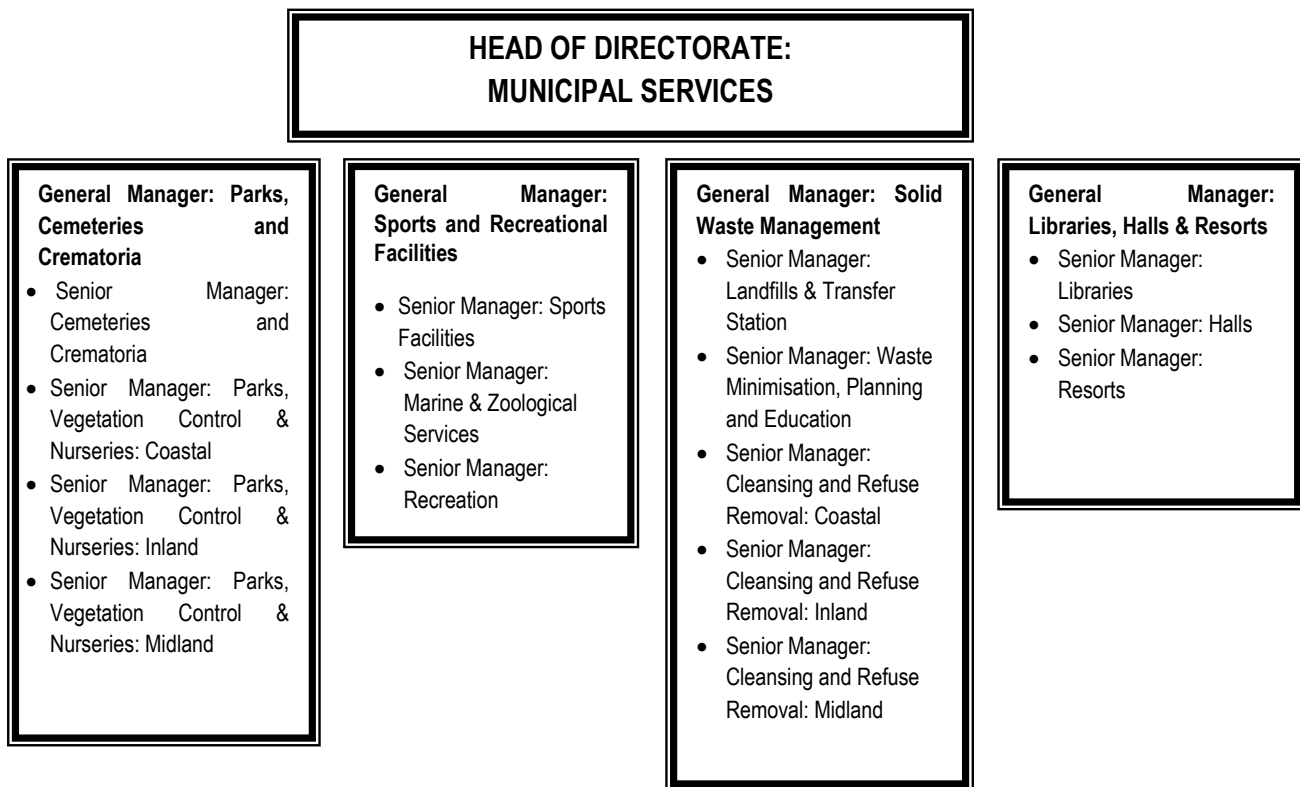 HEAD OF DIRECTORATE:
MUNICIPAL SERVICES
General Manager: Parks,
Cemeteries and
Crematoria
• Senior Manager:
Cemeteries and
Crematoria
• Senior Manager: Parks,
Vegetation Control &
Nurseries: Coastal
• Senior Manager: Parks,
Vegetation Control &
Nurseries: Inland
• Senior Manager: Parks,
Vegetation Control &
Nurseries: Midland
General Manager:
Sports and Recreational
Facilities
• Senior Manager: Sports
Facilities
• Senior Manager:
Marine & Zoological
Services
• Senior Manager:
Recreation
General Manager: Solid
Waste Management
• Senior Manager:
Landfills & Transfer
Station
• Senior Manager: Waste
Minimisation, Planning
and Education
• Senior Manager:
Cleansing and Refuse
Removal: Coastal
• Senior Manager:
Cleansing and Refuse
Removal: Inland
• Senior Manager:
Cleansing and Refuse
Removal: Midland
General Manager:
Libraries, Halls & Resorts
• Senior Manager:
Libraries
• Senior Manager: Halls
• Senior Manager:
Resorts